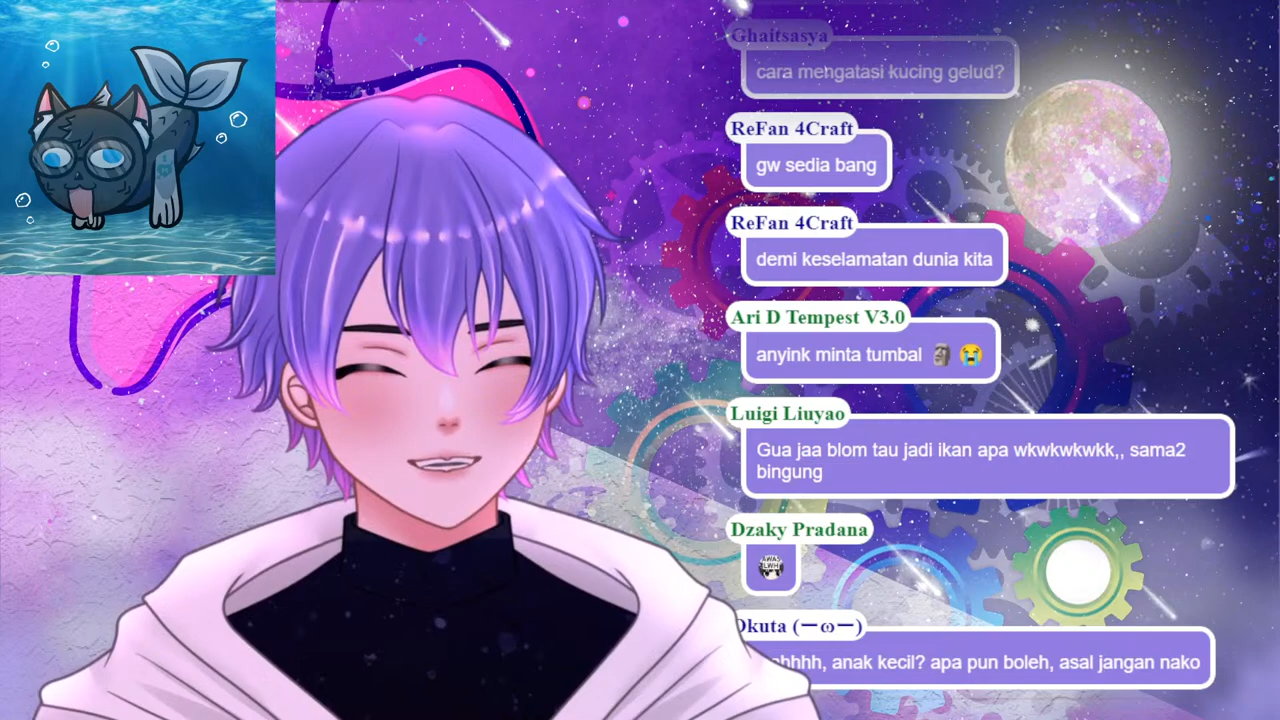 Ghaitsasya
cara mengatasi kucing gelud?
ReFan 4Craft
gw sedia bang
ReFan 4Craft
demi keselamatan dunia kita
Ari D Tempest V3.0
anyink minta tumbal 🗿 😭
Luigi Liuyao
Gua jaa blom tau jadi ikan apa wkwkwkwkk,, sama2
bingung
Dzaky Pradana
Okuta (ーωー)
anak kecil? apa pun boleh, asal jangan nako